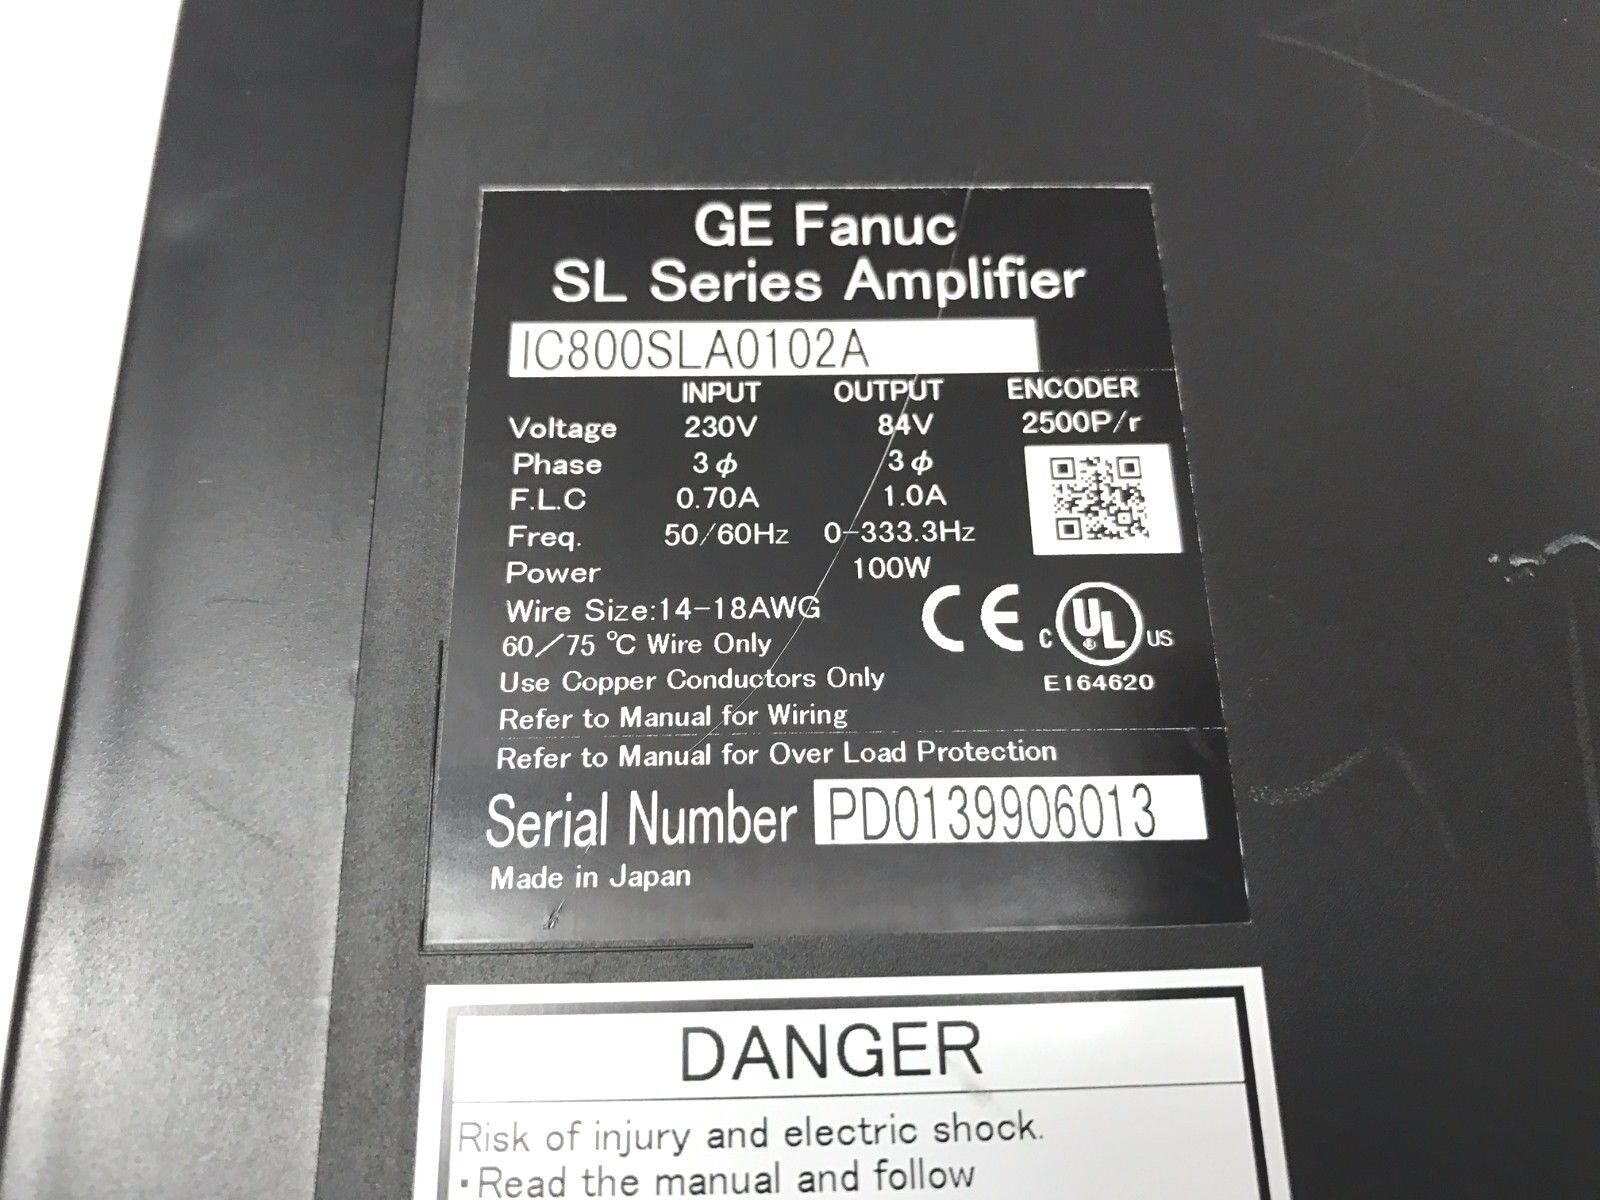 GE Fanuc
SL Series Amplifier
IC800SLA0102A
INPUT OUTPUT ENCODER
Voltage 230V 84V 2500P/r
Phase 3ϕ 3ϕ
F.L.C 0.70A 1.0A
Freq. 50/60Hz 0-333.3Hz
Power 100W
Wire Size:14-18AWG
60/75 ℃ Wire Only
Use Copper Conductors Only
Refer to Manual for Wiring
Refer to Manual for Over Load Protection
CE C UL ® US
E164620
Serial Number PD0139906013
Made in Japan
DANGER
Risk of injury and electric shock.
・Read the manual and follow